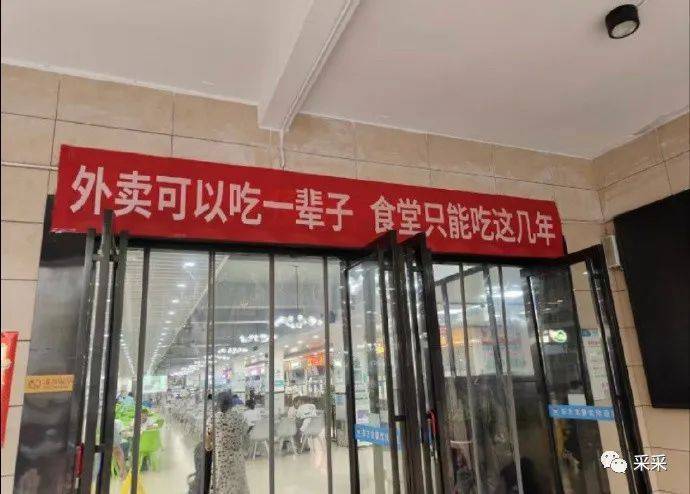 外卖可以吃一辈子 食堂只能吃这几年
采采